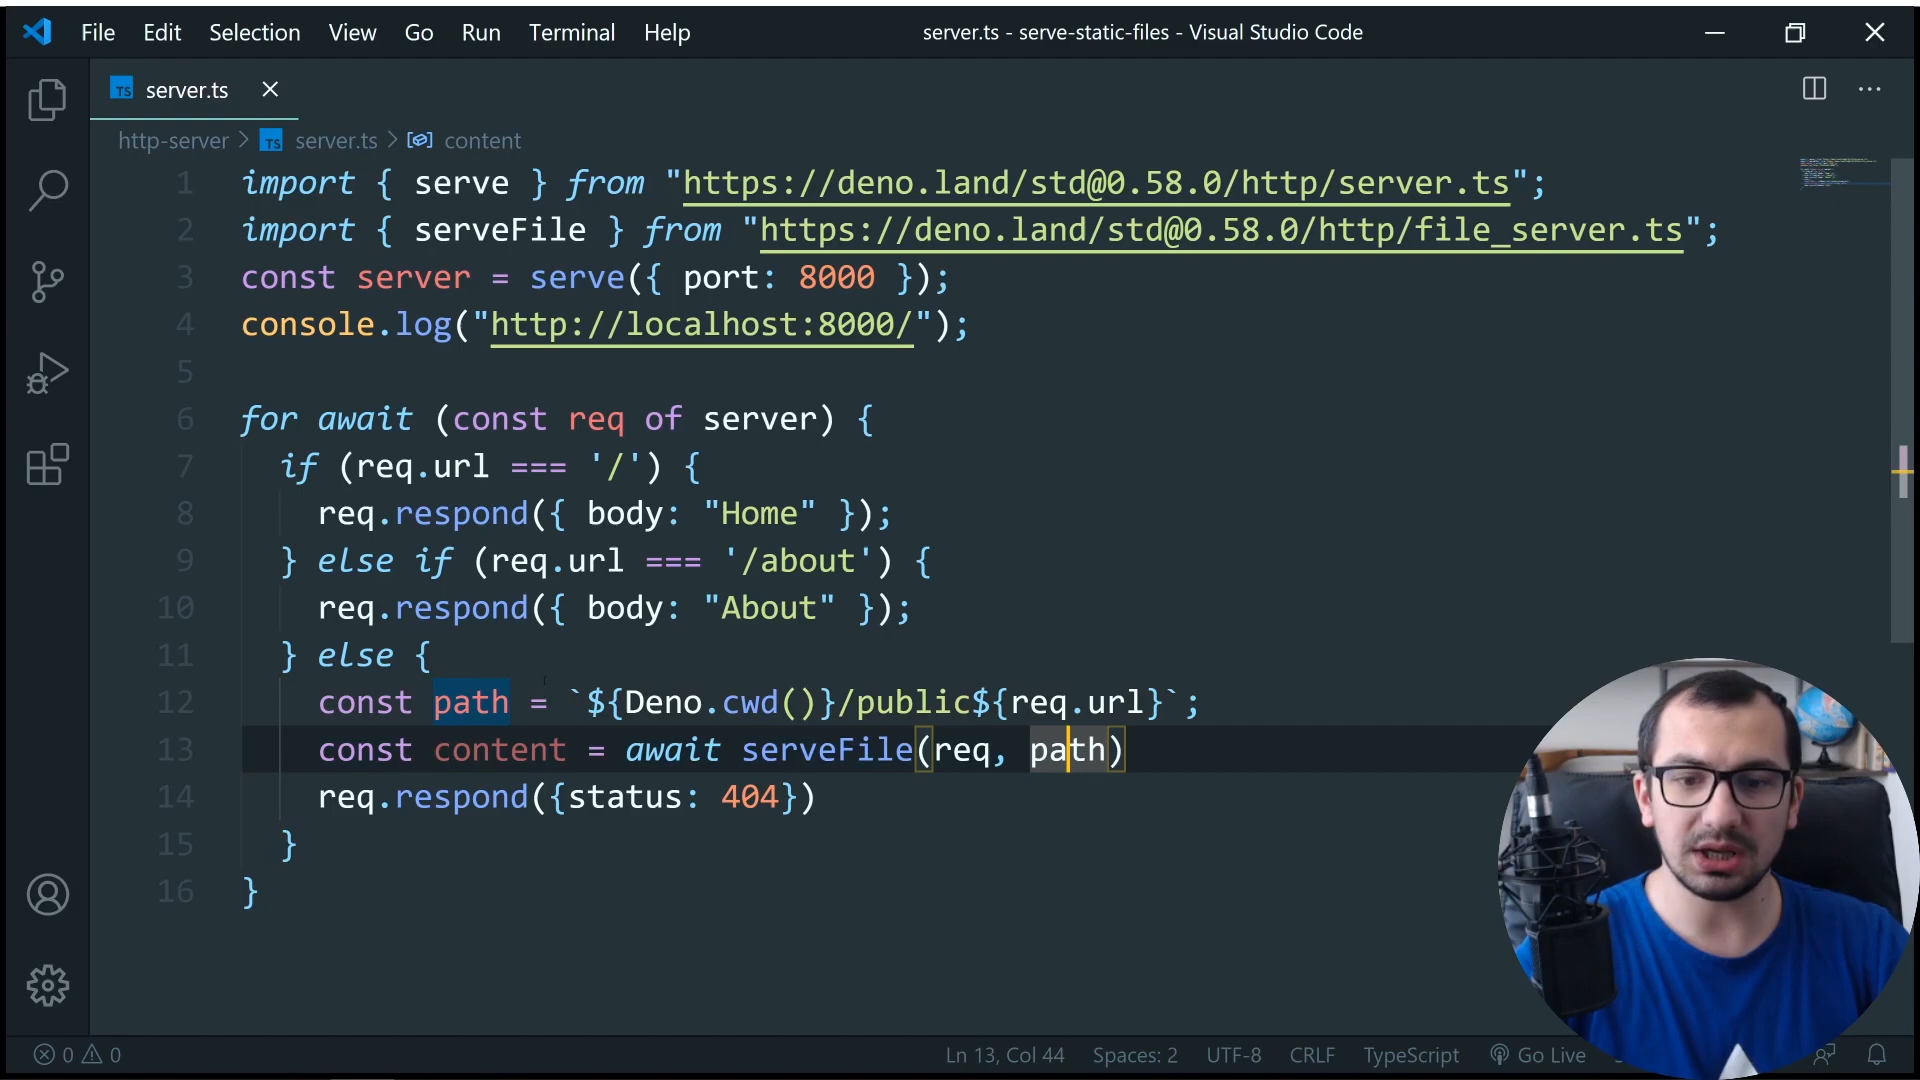 File Edit Selection View Go Run Terminal Help server.ts - serve-static-files - Visual Studio Code
TS server.ts
http-server > TS server.ts > content
1 import { serve } from "https://deno.land/std@0.58.0/http/server.ts";
2 import { serveFile } from "https://deno.land/std@0.58.0/http/file_server.ts";
3 const server = serve({ port: 8000 });
4 console.log("http://localhost:8000/");
5
6 for await (const req of server) {
7 if (req.url === '/') {
8 req.respond({ body: "Home" });
9 } else if (req.url === '/about') {
10 req.respond({ body: "About" });
11 } else {
12 const path = `${Deno.cwd()}/public${req.url}`;
13 const content = await serveFile(req, path)
14 req.respond({status: 404})
15 }
16 }
0 0 Ln 13, Col 44 Spaces: 2 UTF-8 CRLF TypeScript Go Live